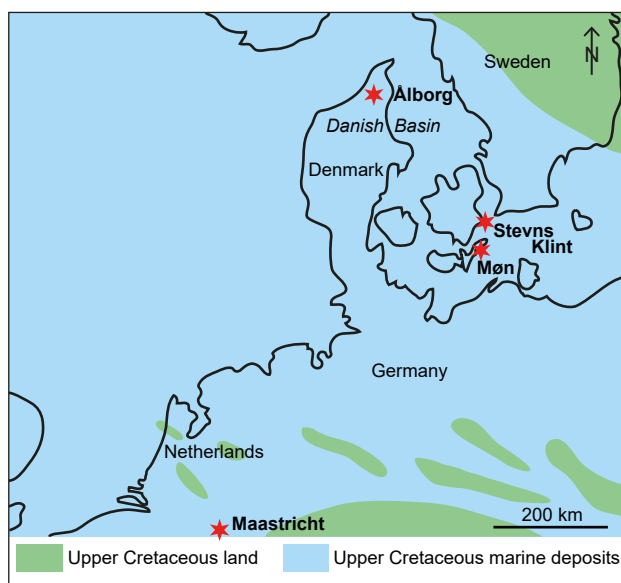 Sweden
N
Ålborg
Danish Basin
Denmark
Stevns
Klint
Møn
Germany
Netherlands
Maastricht
200 km
Upper Cretaceous land
Upper Cretaceous marine deposits